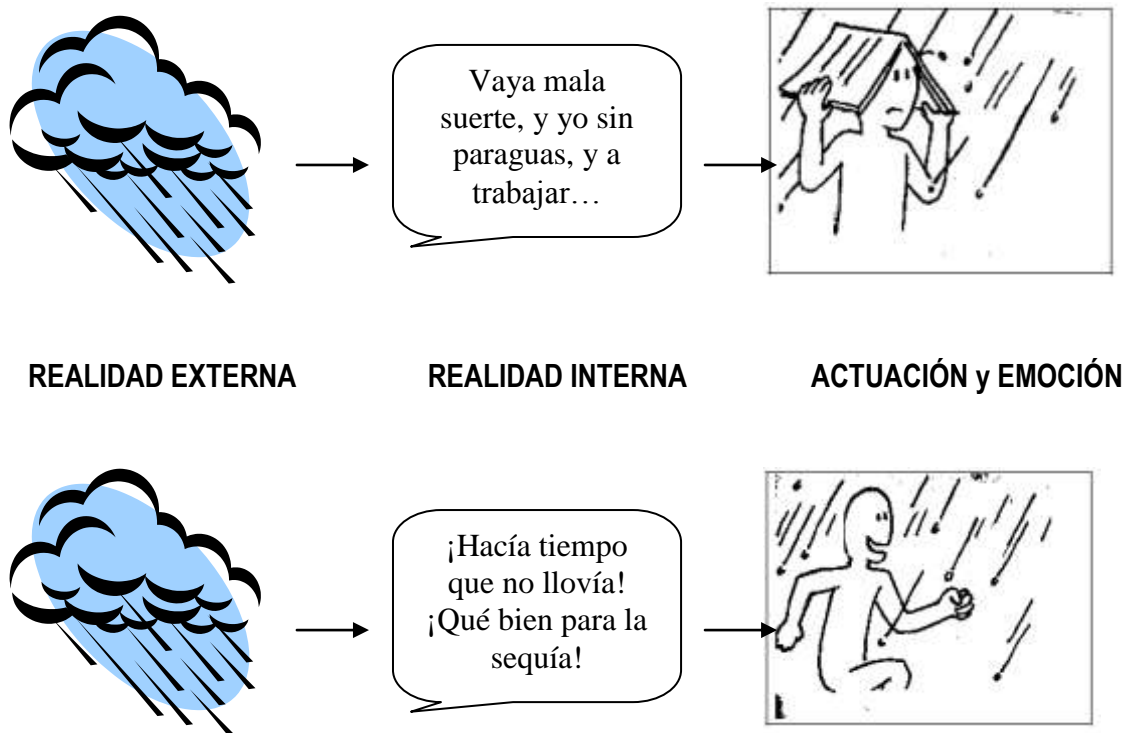 Vaya mala
suerte, y yo sin
paraguas, y a
trabajar…
REALIDAD EXTERNA
REALIDAD INTERNA
ACTUACIÓN y EMOCIÓN
¡Hacía tiempo
que no llovía!
¡Qué bien para la
sequía!